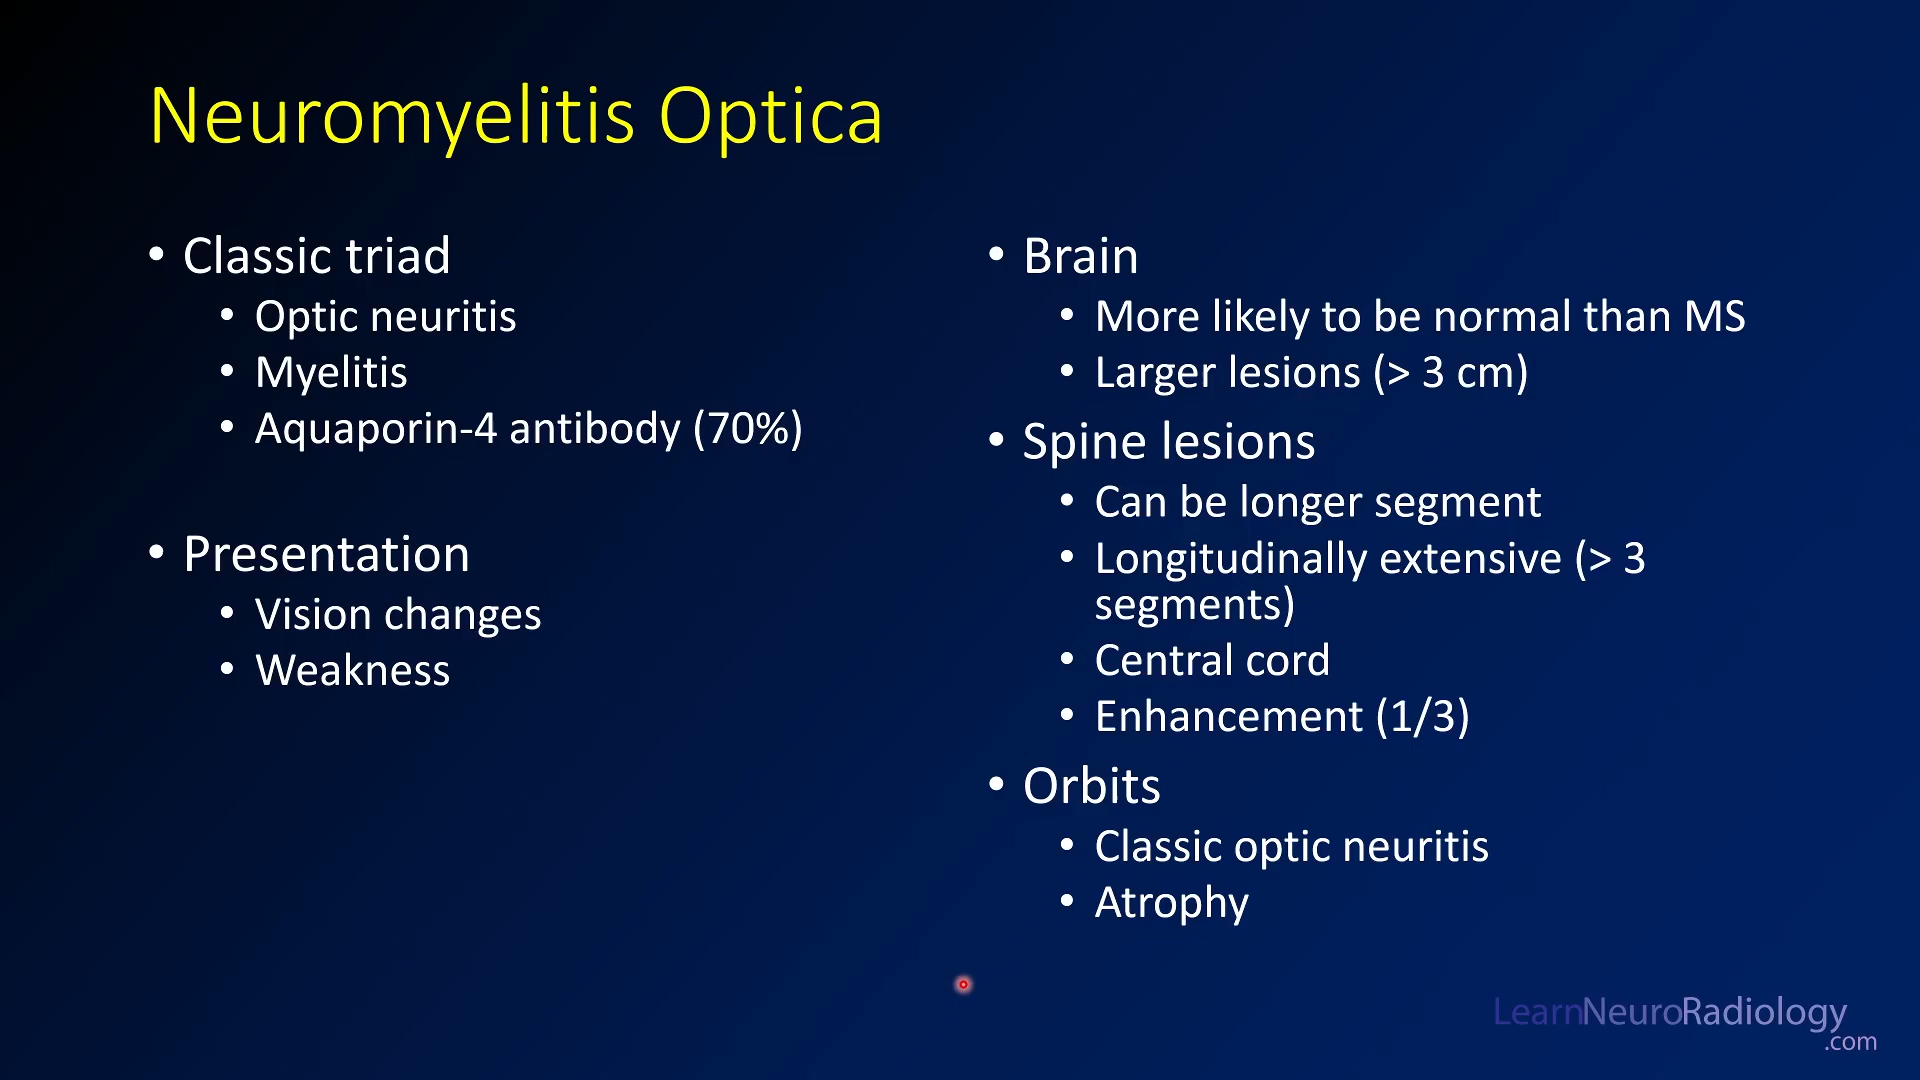 Neuromyelitis Optica
• Classic triad
• Optic neuritis
• Myelitis
• Aquaporin-4 antibody (70%)
• Presentation
• Vision changes
• Weakness
• Brain
• More likely to be normal than MS
• Larger lesions (> 3 cm)
• Spine lesions
• Can be longer segment
• Longitudinally extensive (> 3
segments)
• Central cord
• Enhancement (1/3)
• Orbits
• Classic optic neuritis
• Atrophy
LearnNeuroRadiology
.com